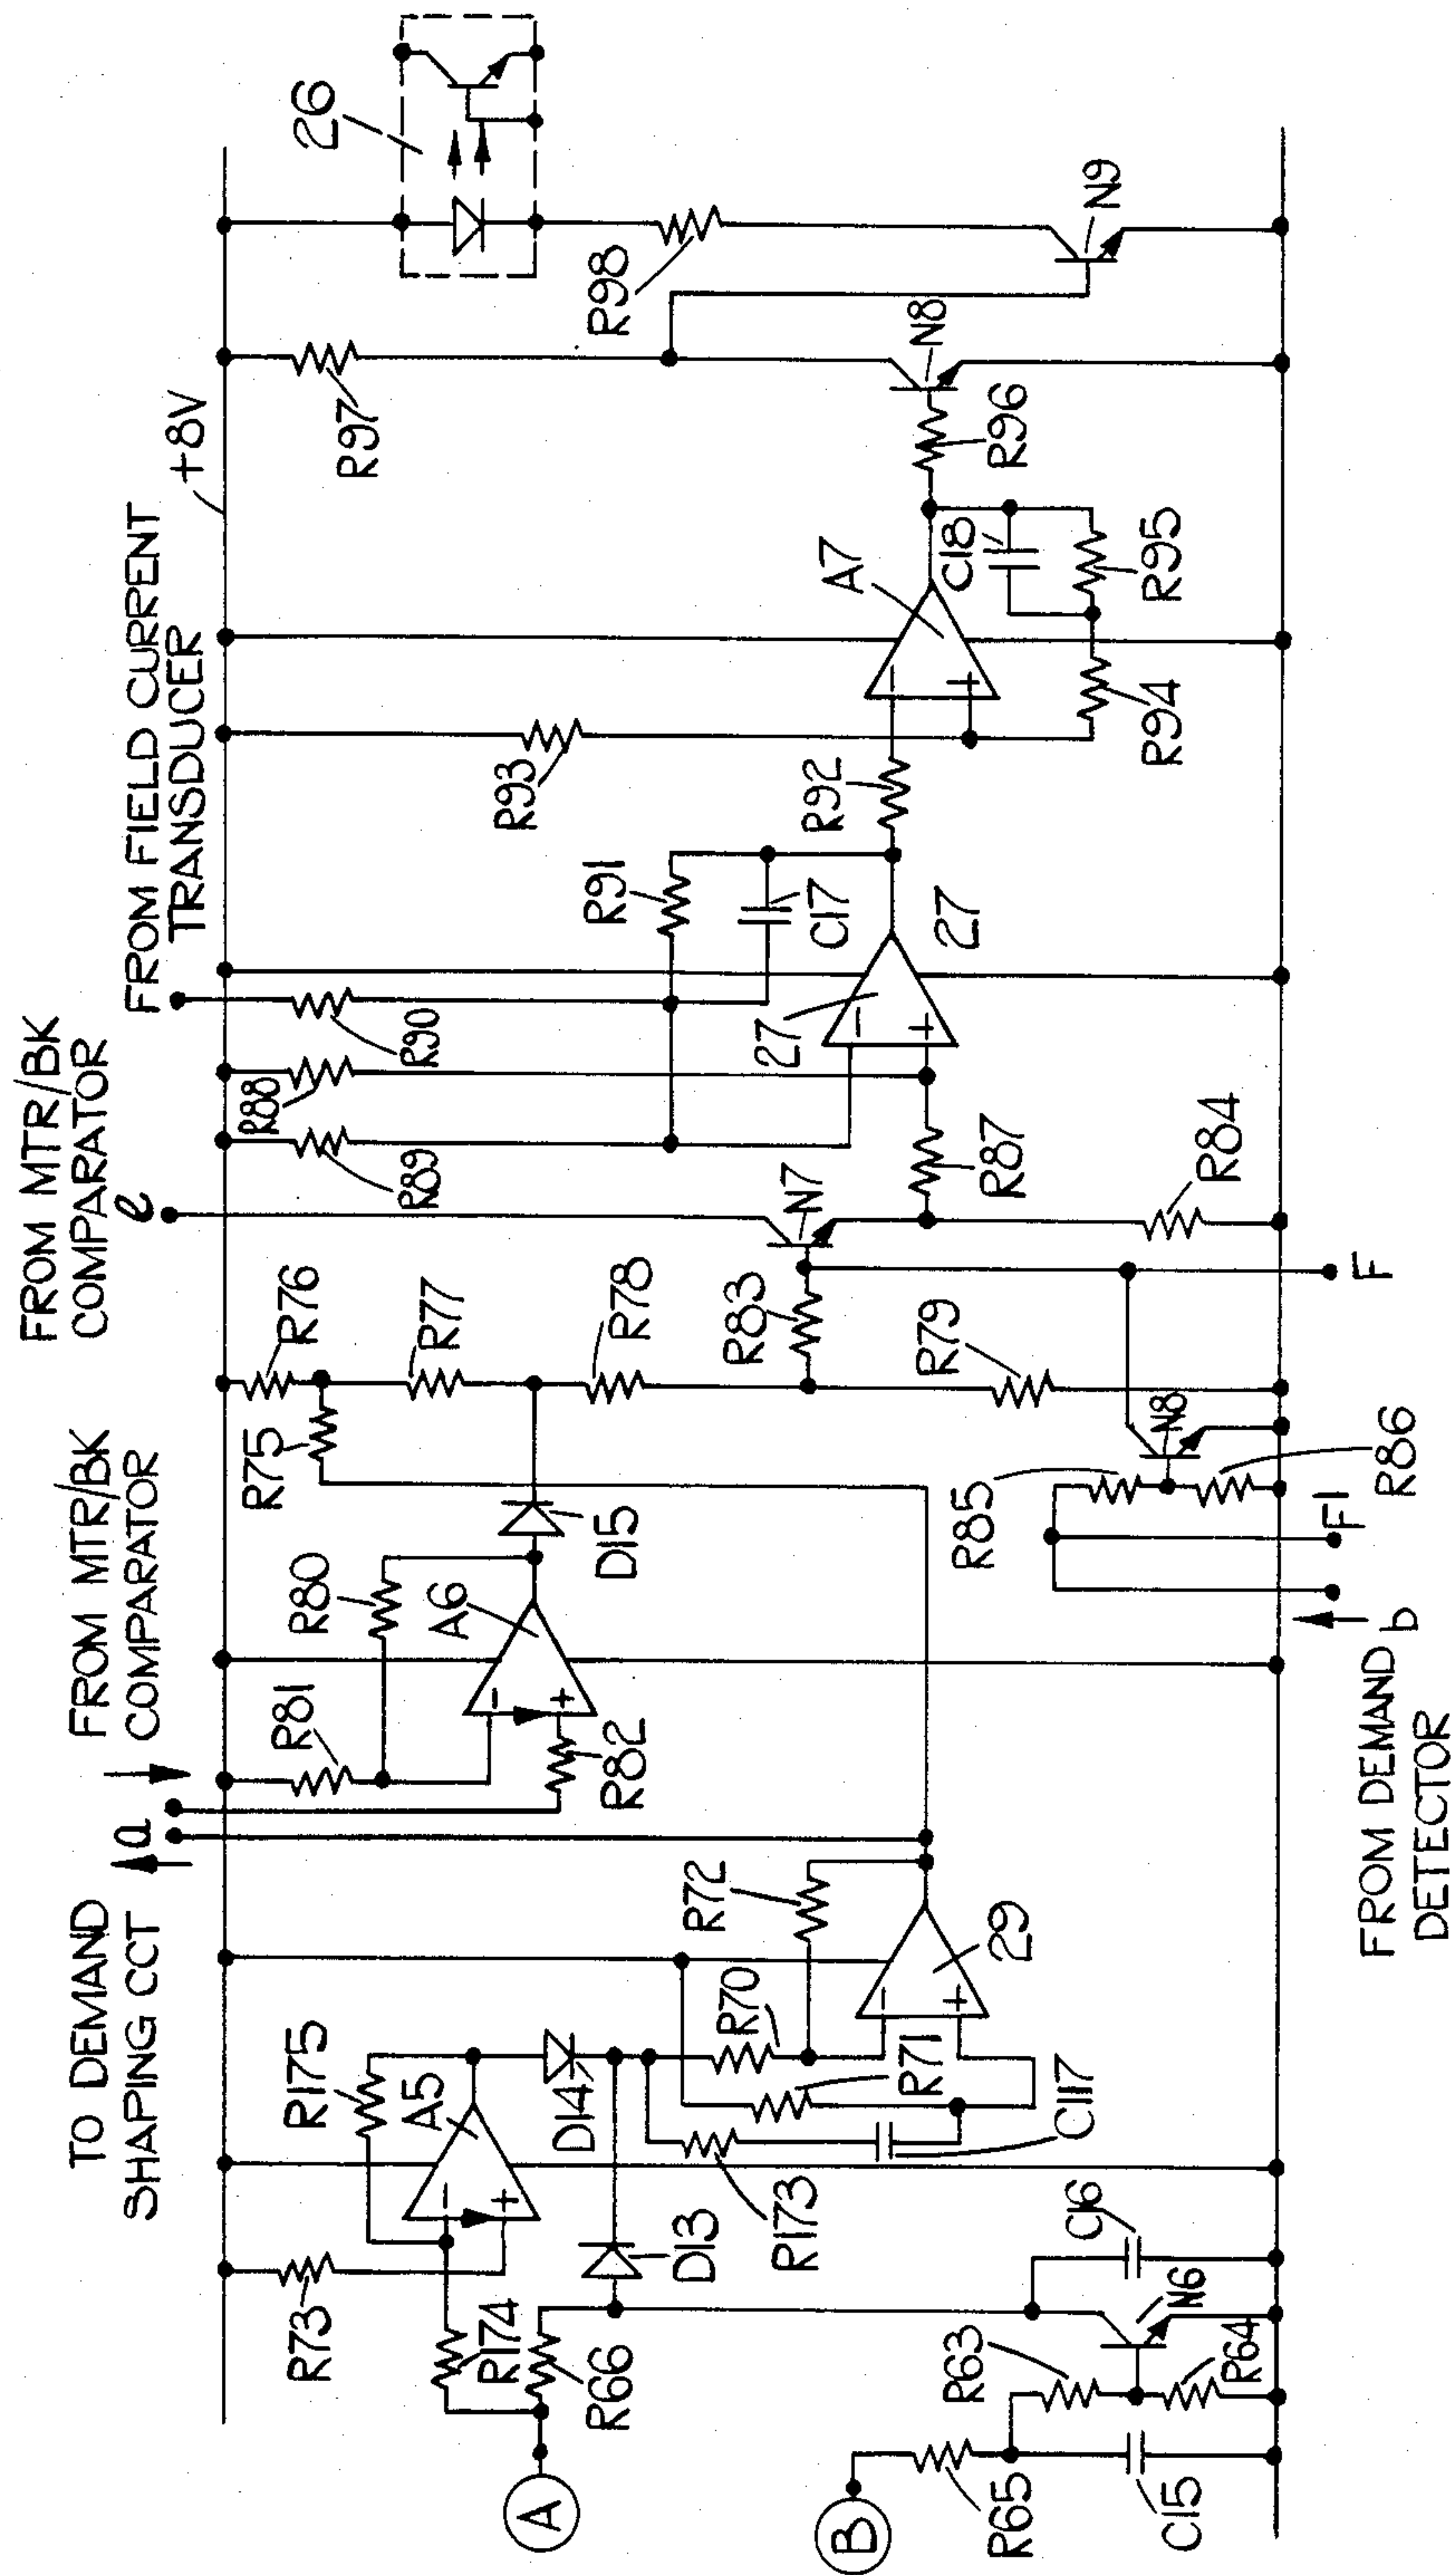 TO DEMAND
SHAPING CCT
a
FROM MTR/BK
COMPARATOR
FROM MTR/BK
COMPARATOR
e
FROM FIELD CURRENT
TRANSDUCER
+8V
26
R73
R175
A5
R174
R66
A
D13
D14
R173
R70
R71
R72
C117
29
B
R65
C15
R63
R64
N6
C16
R81
R80
A6
R82
D15
R75
R76
R77
R78
R83
R79
N7
R84
R87
R85
R86
N8
F
F1
b
FROM DEMAND
DETECTOR
R89
R88
R90
R91
C17
27
27
R92
R93
A7
C18
R94
R95
R96
N8
R97
R98
N9
- +
- +
- +
- +
- +